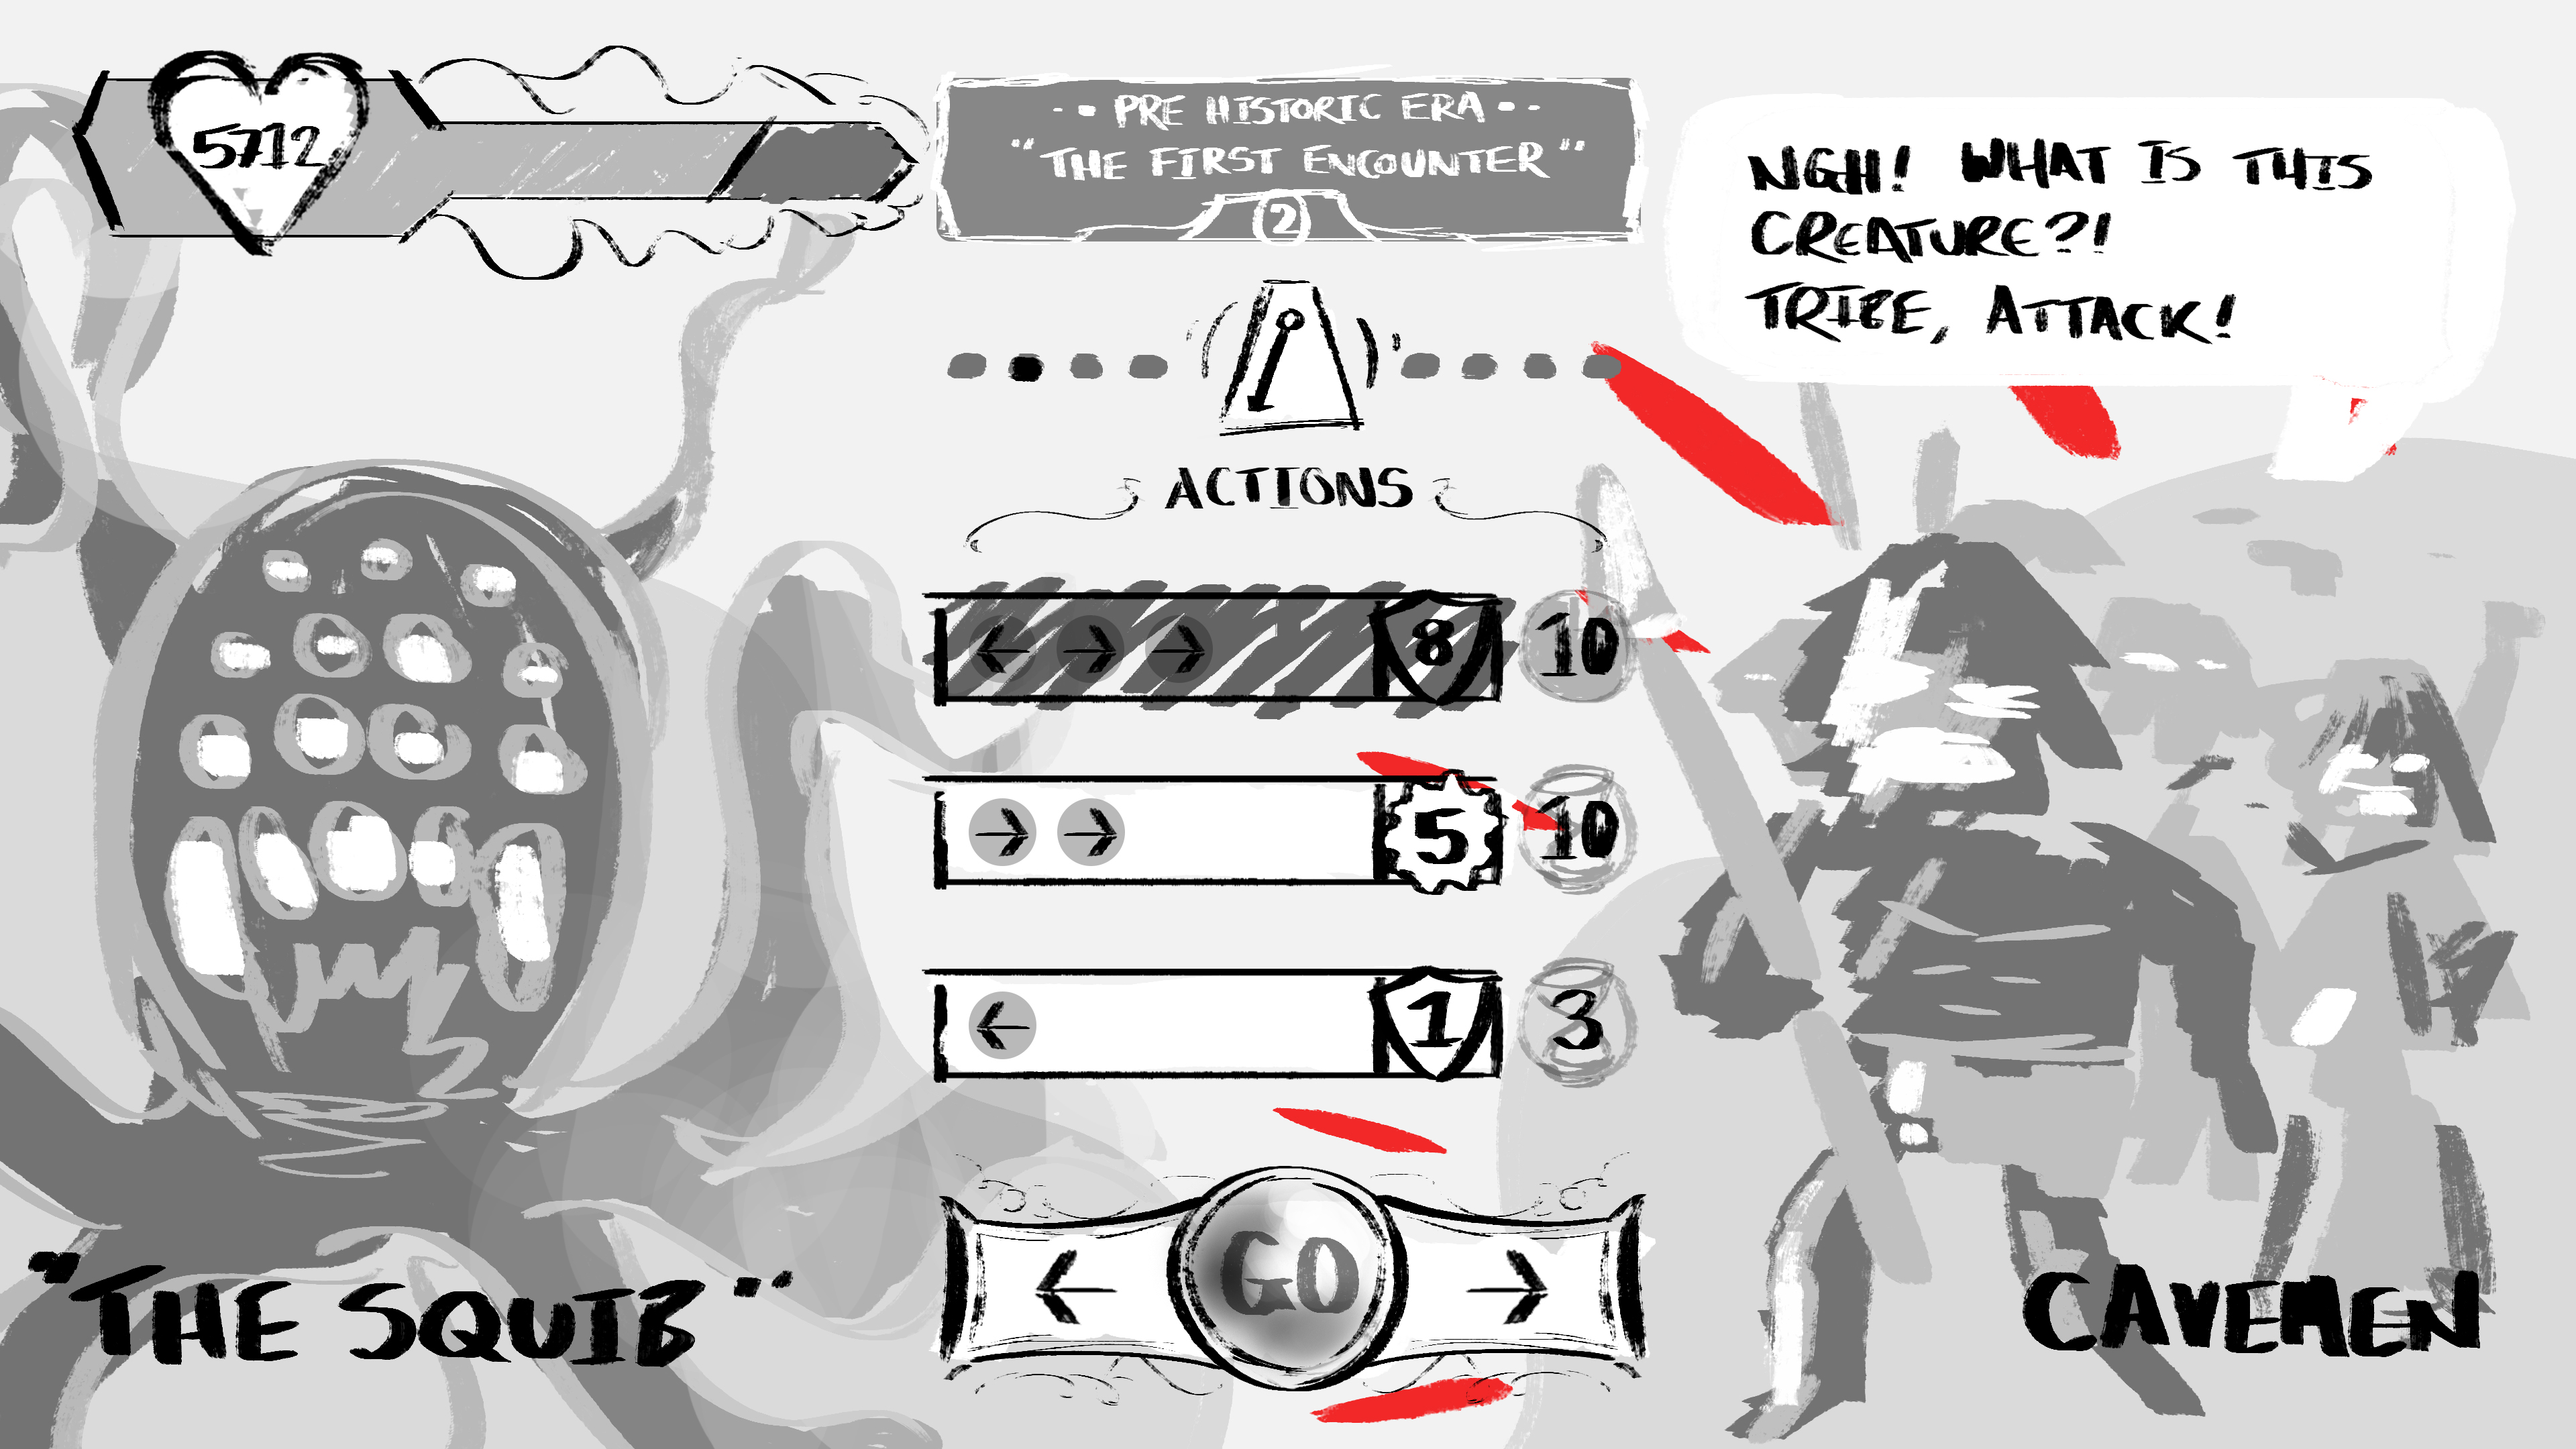 5712
·• PRE HISTORIC ERA •·
"THE FIRST ENCOUNTER"
2
NGH! WHAT IS THIS
CREATURE?!
TRIBE, ATTACK!
ACTIONS
← → → 8 10
→ → 5 10
← 1 3
← GO →
"THE SQUIB"
CAVEMEN